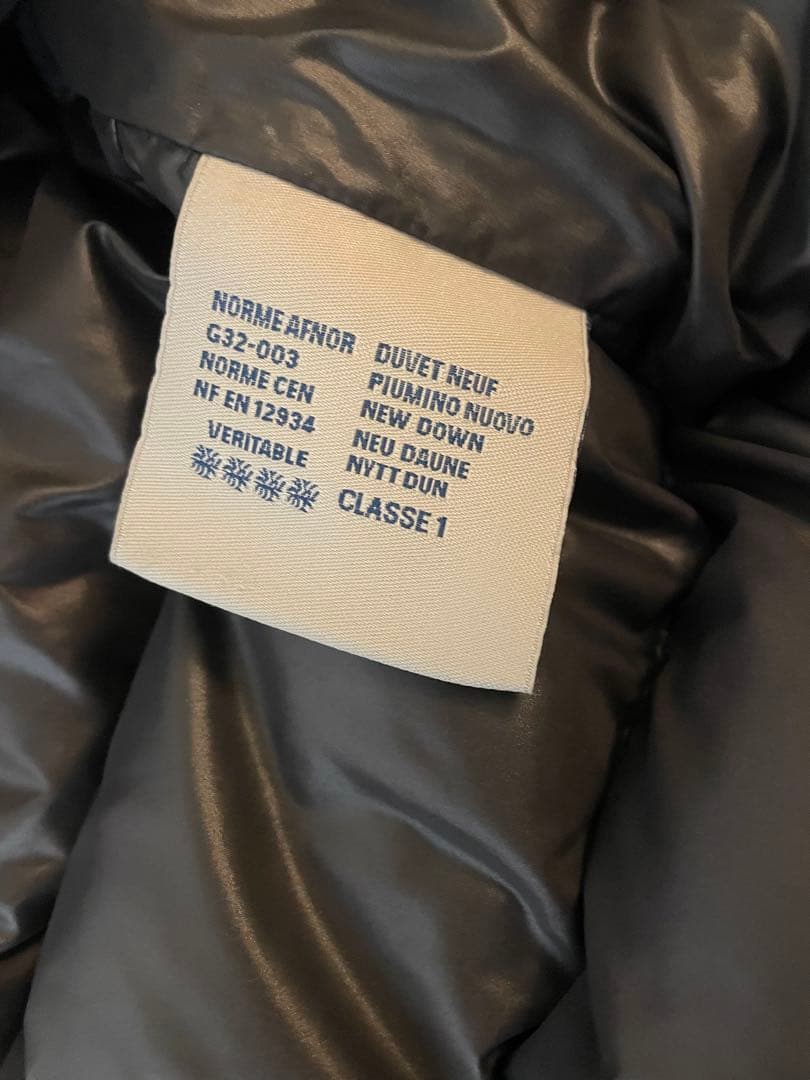 NORME AFNOR
G32-003
NORME CEN
NF EN 12934
VERITABLE
DUVET NEUF
PIUMINO NUOVO
NEW DOWN
NEU DAUNE
NYTT DUN
CLASSE 1